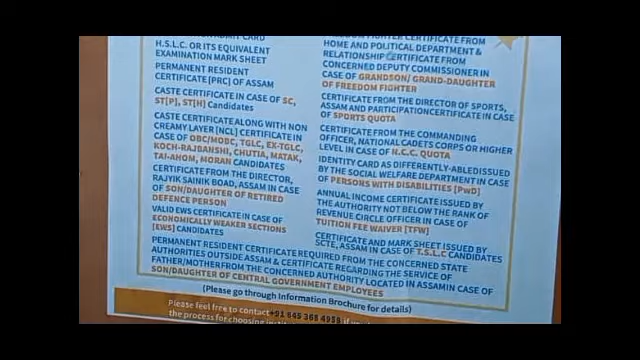 H.S.L.C. OR ITS EQUIVALENT
EXAMINATION MARK SHEET
PERMANENT RESIDENT
CERTIFICATE [PRC] OF ASSAM
CASTE CERTIFICATE IN CASE OF SC,
ST[P], ST[H] Candidates
CASTE CERTIFICATE ALONG WITH NON
CREAMY LAYER [NCL] CERTIFICATE IN
CASE OF OBC/MOBC, TGLC, EX-TGLC,
KOCH-RAJBANSHI, CHUTIA, MATAK,
TAI-AHOM, MORAN CANDIDATES
CERTIFICATE FROM THE DIRECTOR,
RAJYIK SAINIK BOAD, ASSAM IN CASE
OF SON/DAUGHTER OF RETIRED
DEFENCE PERSON
VALID EWS CERTIFICATE IN CASE OF
ECONOMICALLY WEAKER SECTIONS
[EWS] CANDIDATES
CERTIFICATE FROM
HOME AND POLITICAL DEPARTMENT &
RELATIONSHIP CERTIFICATE FROM
CONCERNED DEPUTY COMMISSIONER IN
CASE OF GRANDSON/ GRAND-DAUGHTER
OF FREEDOM FIGHTER
CERTIFICATE FROM THE DIRECTOR OF SPORTS,
ASSAM AND PARTICIPATIONCERTIFICATE IN CASE
OF SPORTS QUOTA
CERTIFICATE FROM THE COMMANDING
OFFICER, NATIONAL CADETS CORPS OR HIGHER
LEVEL IN CASE OF N.C.C. QUOTA
IDENTITY CARD AS DIFFERENTLY-ABLED ISSUED
BY THE SOCIAL WELFARE DEPARTMENT IN CASE
OF PERSONS WITH DISABILITIES [PwD]
ANNUAL INCOME CERTIFICATE ISSUED BY
THE AUTHORITY NOT BELOW THE RANK OF
REVENUE CIRCLE OFFICER IN CASE OF
TUITION FEE WAIVER [TFW]
CERTIFICATE AND MARK SHEET ISSUED BY
SCTE, ASSAM IN CASE OF T.S.L.C CANDIDATES
PERMANENT RESIDENT CERTIFICATE REQUIRED FROM THE CONCERNED STATE
AUTHORITIES OUTSIDE ASSAM & CERTIFICATE REGARDING THE SERVICE OF
FATHER/MOTHERFROM THE CONCERNED AUTHORITY LOCATED IN ASSAMIN CASE OF
SON/DAUGHTER OF CENTRAL GOVERNMENT EMPLOYEES
(Please go through Information Brochure for details)
Please feel free to contact
the process for choosing